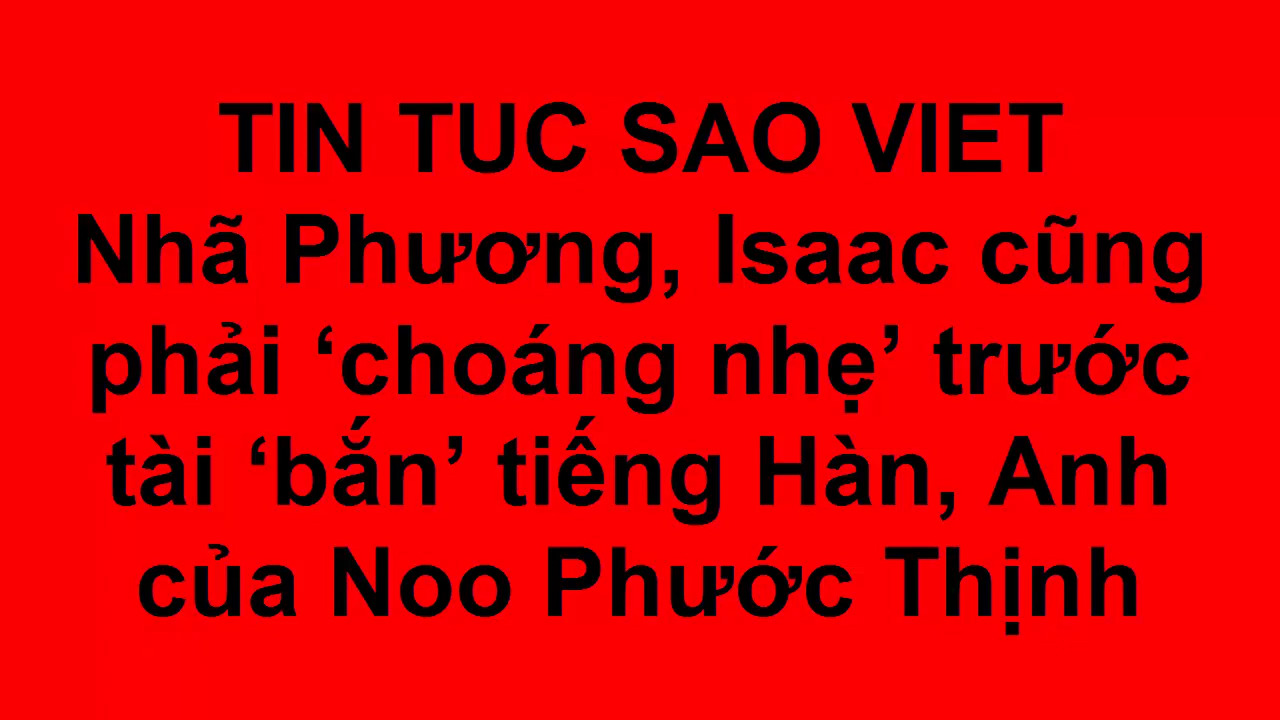 TIN TUC SAO VIET
Nhã Phương, Isaac cũng
phải ‘choáng nhẹ’ trước
tài ‘bắn’ tiếng Hàn, Anh
của Noo Phước Thịnh